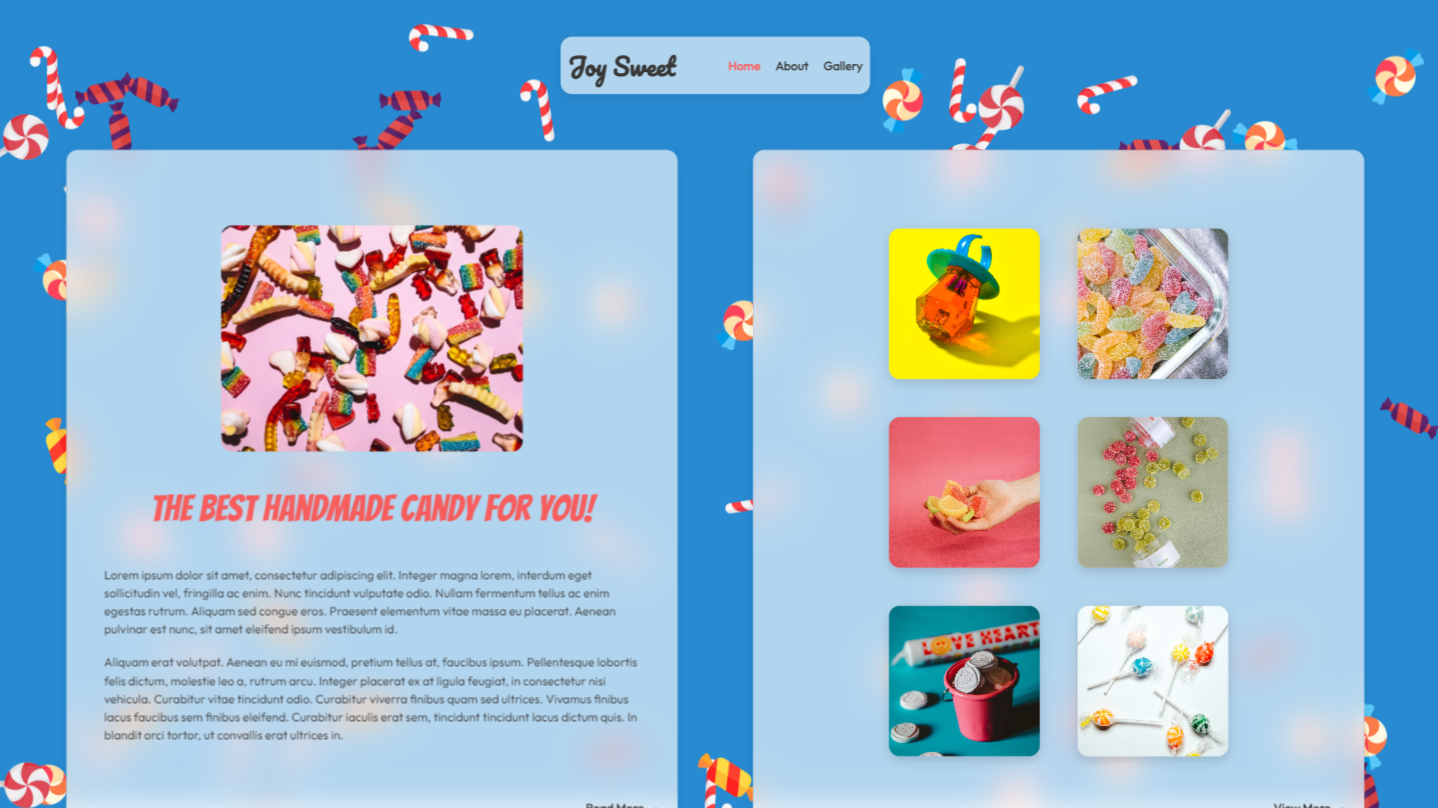 Joy Sweet
Home About Gallery
THE BEST HANDMADE CANDY FOR YOU!
Lorem ipsum dolor sit amet, consectetur adipiscing elit. Integer magna lorem, interdum eget
sollicitudin vel, fringilla ac enim. Nunc tincidunt vulputate odio. Nullam fermentum tellus ac enim
egestas rutrum. Aliquam sed congue eros. Praesent elementum vitae massa eu placerat. Aenean
pulvinar est nunc, sit amet eleifend ipsum vestibulum id.
Aliquam erat volutpat. Aenean eu mi euismod, pretium tellus at, faucibus ipsum. Pellentesque lobortis
felis dictum, molestie leo a, rutrum arcu. Integer placerat ex at ligula feugiat, in consectetur nisi
vehicula. Curabitur vitae tincidunt odio. Curabitur viverra finibus quam sed ultrices. Vivamus finibus
lacus faucibus sem finibus eleifend. Curabitur iaculis erat sem, tincidunt tincidunt lacus dictum quis. In
blandit orci tortor, ut convallis erat ultrices in.
Read More
LOVE HEART
View More